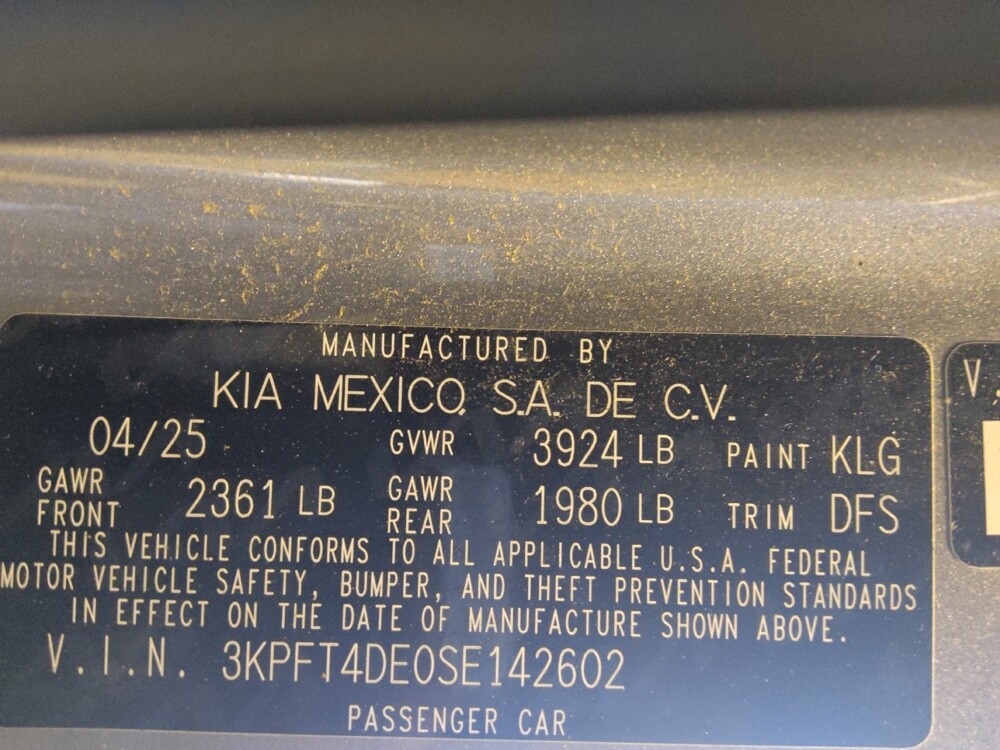 MANUFACTURED BY
KIA MEXICO, S.A. DE C.V.
04/25 GVWR 3924 LB PAINT KLG
GAWR FRONT 2361 LB GAWR REAR 1980 LB TRIM DFS
THIS VEHICLE CONFORMS TO ALL APPLICABLE U.S.A. FEDERAL
MOTOR VEHICLE SAFETY, BUMPER, AND THEFT PREVENTION STANDARDS
IN EFFECT ON THE DATE OF MANUFACTURE SHOWN ABOVE.
V.I.N. 3KPFT4DE0SE142602
PASSENGER CAR
V.